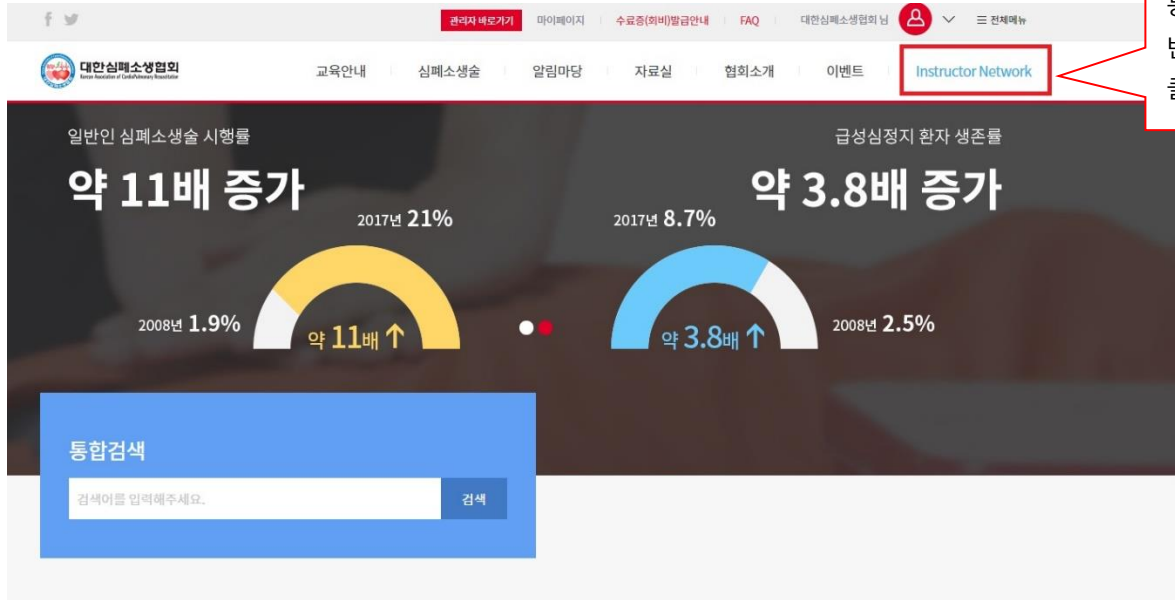 관리자 바로가기 마이페이지 수료증(회비)발급안내 FAQ 대한심폐소생협회 님 전체메뉴
대한심폐소생협회
Korean Association of CardioPulmonary Resuscitation
교육안내 심폐소생술 알림마당 자료실 협회소개 이벤트 Instructor Network
일반인 심폐소생술 시행률
약 11배 증가
2017년 21%
2008년 1.9%
약 11배 ↑
급성심정지 환자 생존률
약 3.8배 증가
2017년 8.7%
약 3.8배 ↑
2008년 2.5%
통합검색
검색어를 입력해주세요.
검색